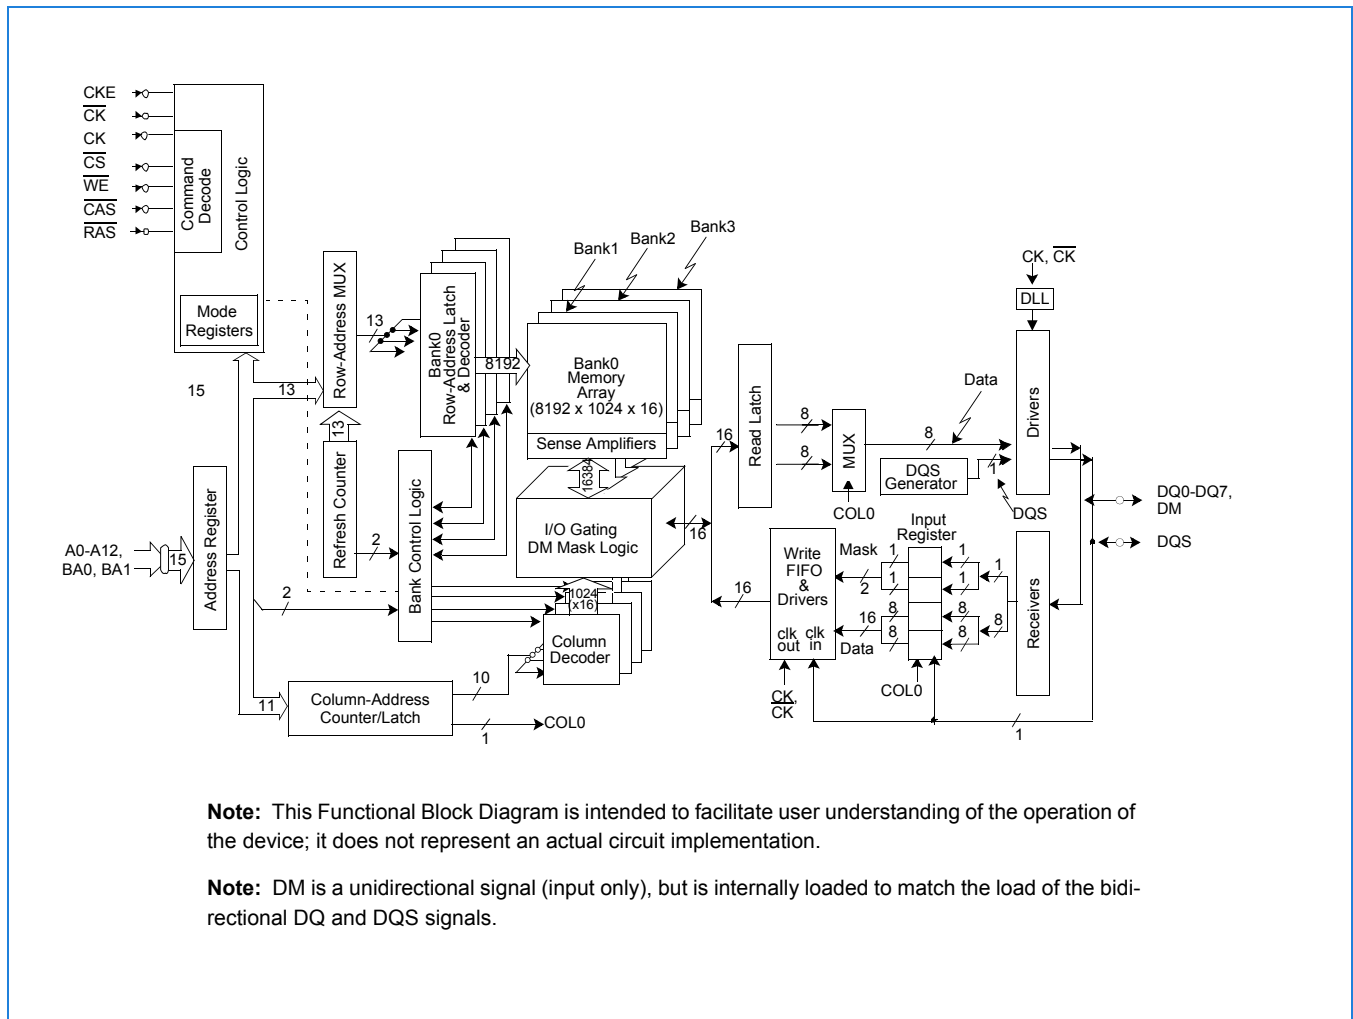 CKE
CK
CK
CS
WE
CAS
RAS
Command
Decode
Control Logic
Mode
Registers
15
13
Row-Address MUX
13
13
Refresh Counter
2
Bank0
Row-Address Latch
& Decoder
8192
Bank1
Bank2
Bank3
Bank0
Memory
Array
(8192 x 1024 x 16)
Sense Amplifiers
16384
I/O Gating
DM Mask Logic
16
1024
(x16)
Column
Decoder
Bank Control Logic
2
A0-A12,
BA0, BA1
15
Address Register
11
Column-Address
Counter/Latch
10
1
COL0
16
Read Latch
8
8
MUX
COL0
8
Data
DQS
Generator
1
DQS
CK, CK
DLL
Drivers
DQ0-DQ7,
DM
DQS
Input
Register
Write
FIFO
&
Drivers
clk
out
clk
in
Mask
2
16
Data
16
1
1
8
8
1
1
8
8
1
8
Receivers
COL0
CK,
CK
1
Note: This Functional Block Diagram is intended to facilitate user understanding of the operation of
the device; it does not represent an actual circuit implementation.
Note: DM is a unidirectional signal (input only), but is internally loaded to match the load of the bidi-
rectional DQ and DQS signals.